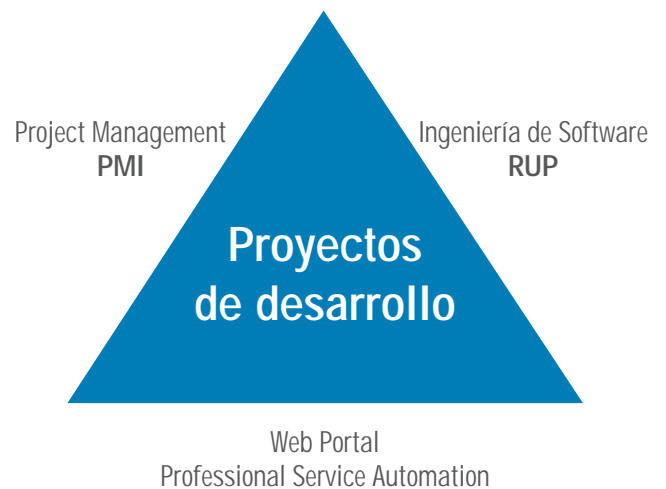 Project Management
PMI
Ingeniería de Software
RUP
Proyectos
de desarrollo
Web Portal
Professional Service Automation